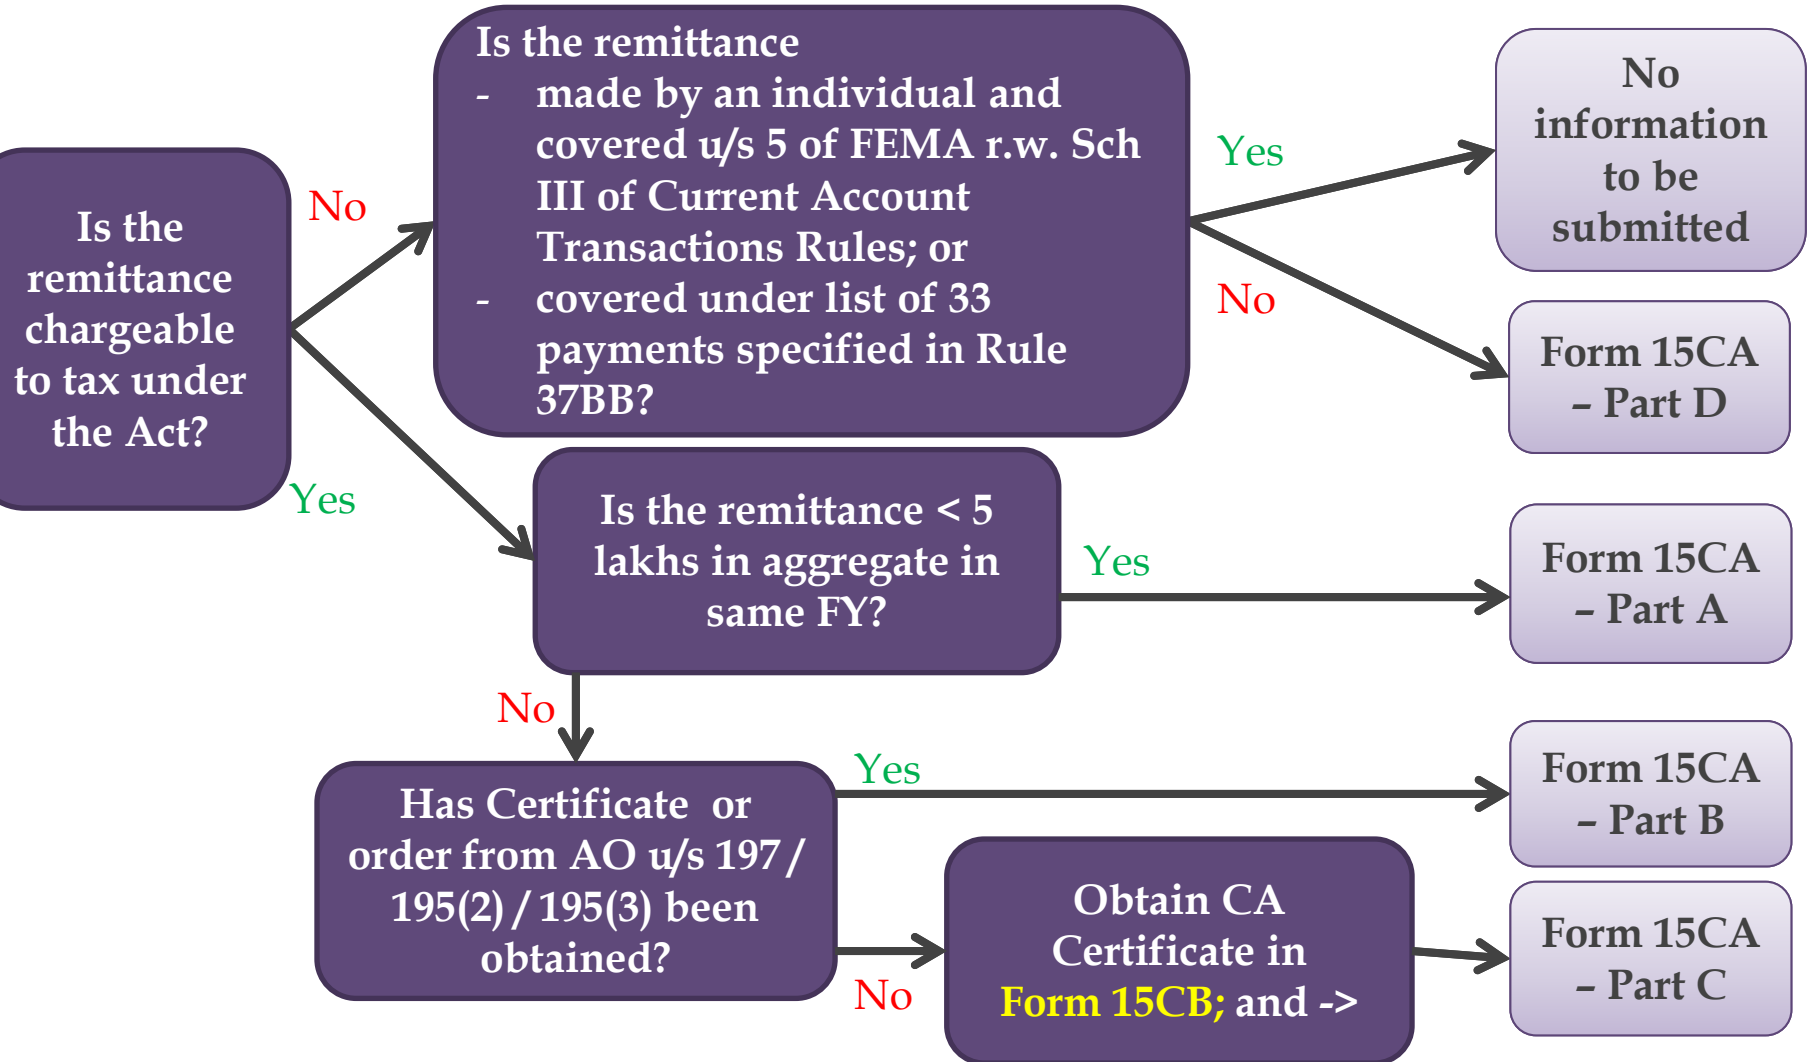 Is the remittance
- made by an individual and
covered u/s 5 of FEMA r.w. Sch
III of Current Account
Transactions Rules; or
- covered under list of 33
payments specified in Rule
37BB?
No
information
to be
submitted
Yes
No
Is the
remittance
chargeable
to tax under
the Act?
No
Yes
Form 15CA
– Part D
Is the remittance < 5
lakhs in aggregate in
same FY?
Yes
Form 15CA
– Part A
No
Has Certificate or
order from AO u/s 197/
195(2)/195(3) been
obtained?
Yes
Form 15CA
– Part B
No
Obtain CA
Certificate in
Form 15CB; and ->
Form 15CA
– Part C